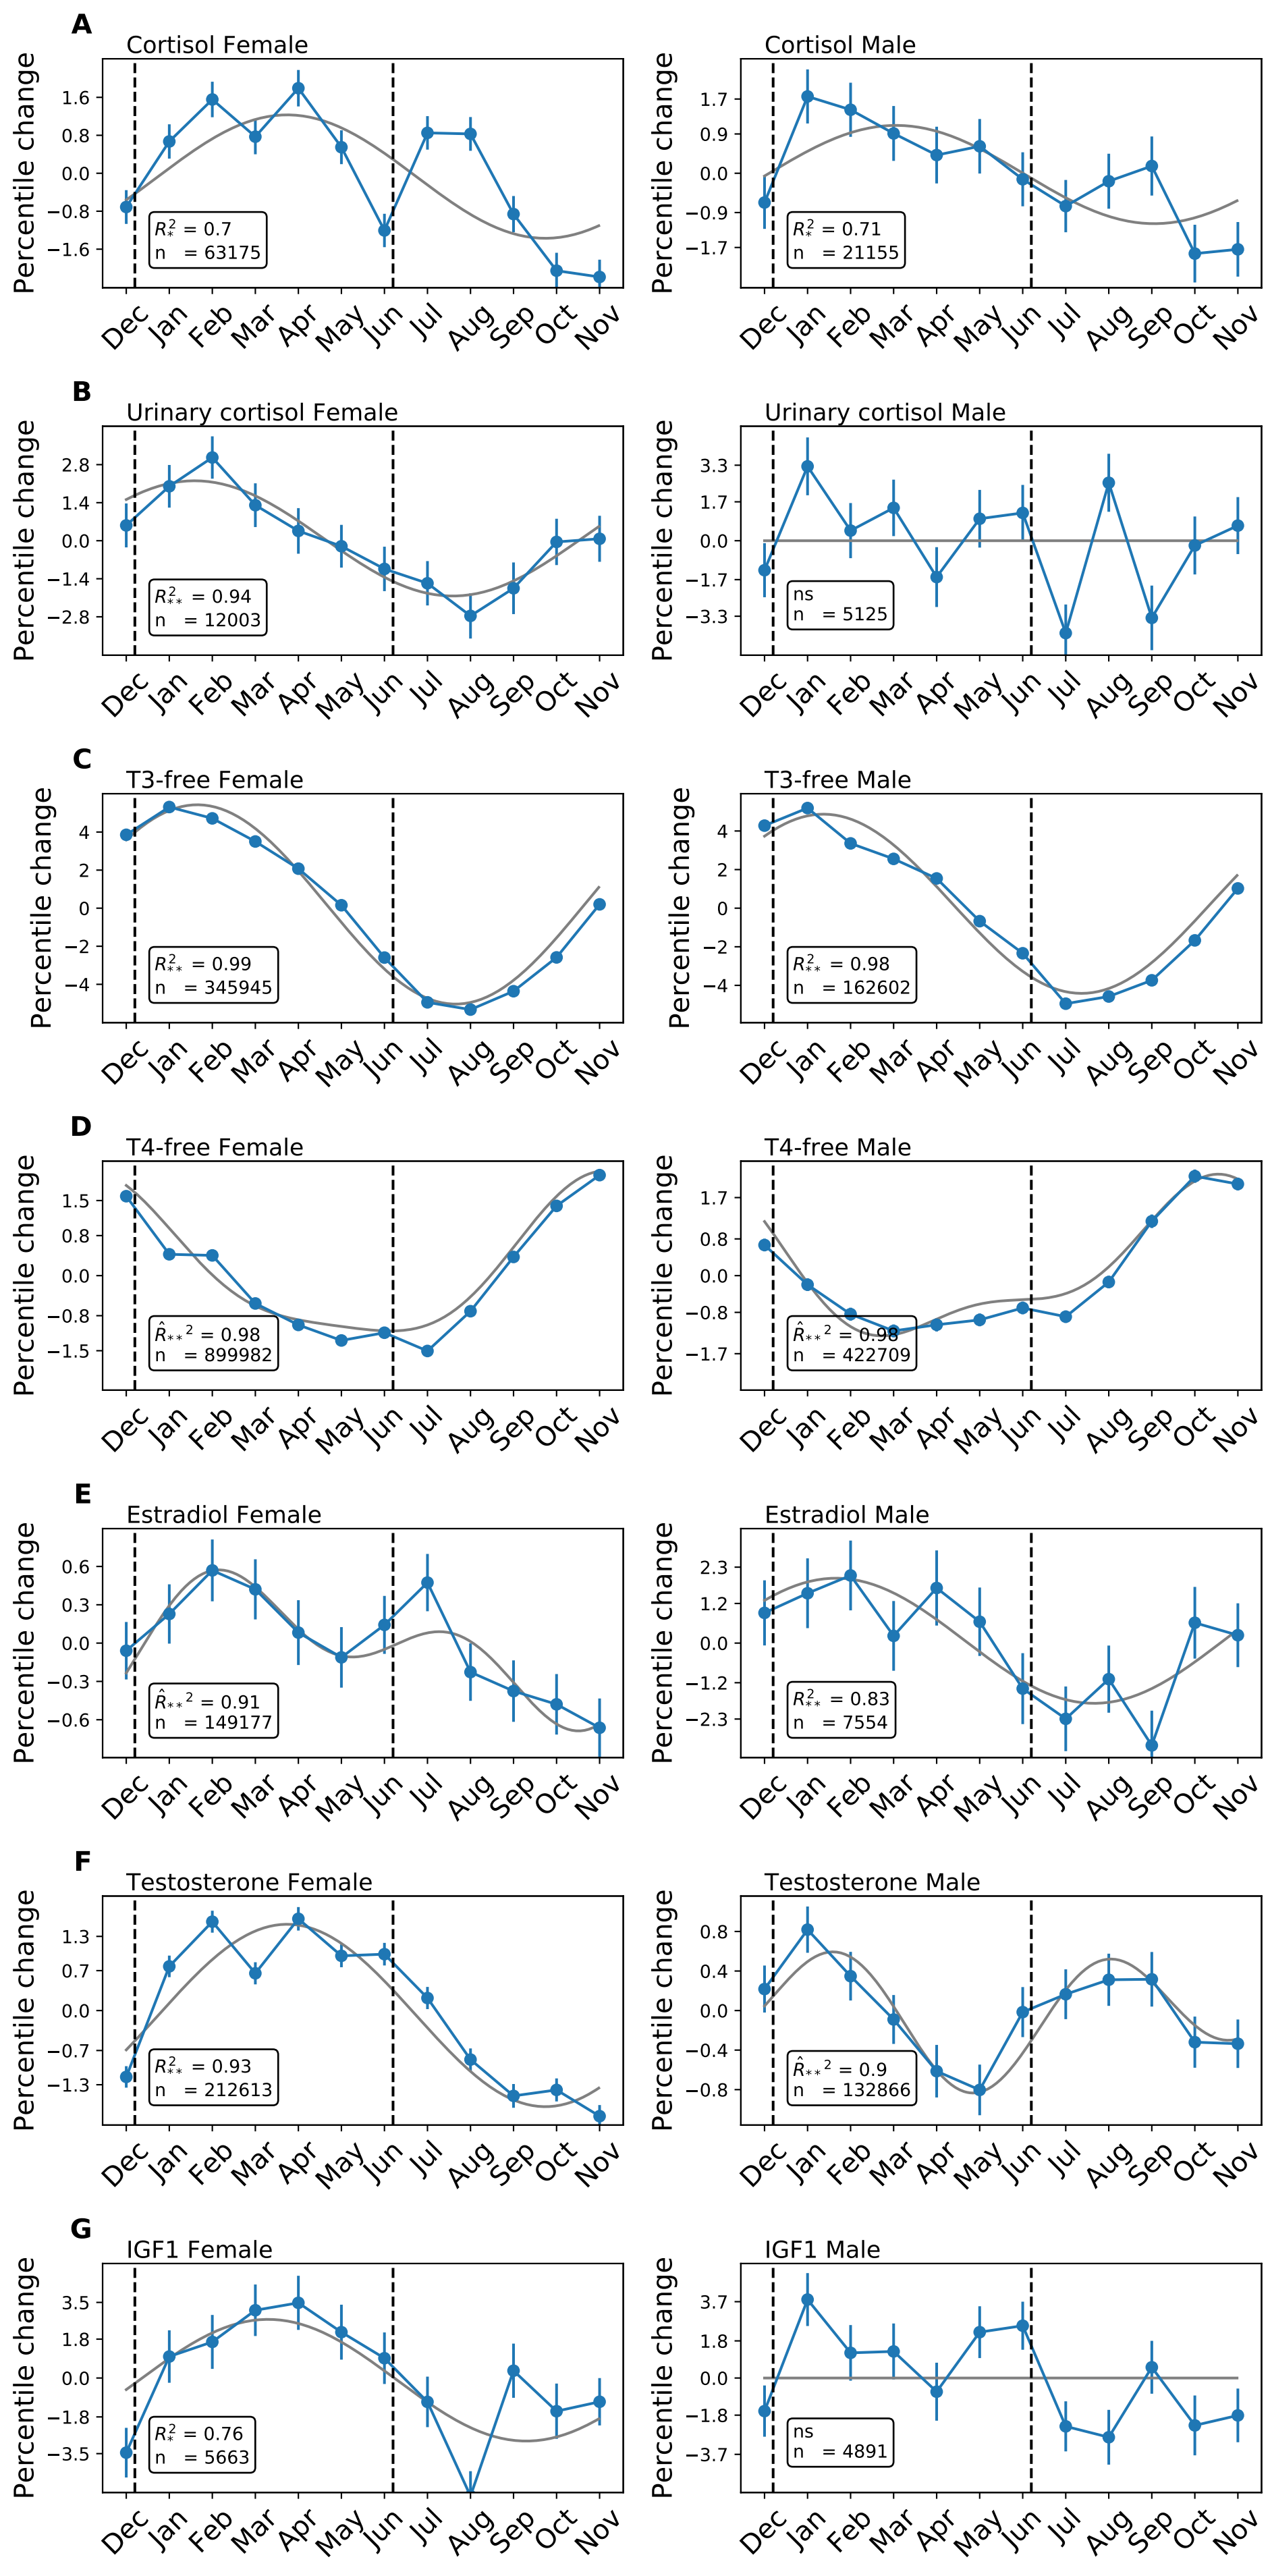 A
Cortisol Female
Percentile change
1.6
0.8
0.0
−0.8
−1.6
R²* = 0.7
n = 63175
Dec Jan Feb Mar Apr May Jun Jul Aug Sep Oct Nov
Cortisol Male
Percentile change
1.7
0.9
0.0
−0.9
−1.7
R²* = 0.71
n = 21155
Dec Jan Feb Mar Apr May Jun Jul Aug Sep Oct Nov
B
Urinary cortisol Female
Percentile change
2.8
1.4
0.0
−1.4
−2.8
R²** = 0.94
n = 12003
Dec Jan Feb Mar Apr May Jun Jul Aug Sep Oct Nov
Urinary cortisol Male
Percentile change
3.3
1.7
0.0
−1.7
−3.3
ns
n = 5125
Dec Jan Feb Mar Apr May Jun Jul Aug Sep Oct Nov
C
T3-free Female
Percentile change
4
2
0
−2
−4
R²** = 0.99
n = 345945
Dec Jan Feb Mar Apr May Jun Jul Aug Sep Oct Nov
T3-free Male
Percentile change
4
2
0
−2
−4
R²** = 0.98
n = 162602
Dec Jan Feb Mar Apr May Jun Jul Aug Sep Oct Nov
D
T4-free Female
Percentile change
1.5
0.8
0.0
−0.8
−1.5
R̂**² = 0.98
n = 899982
Dec Jan Feb Mar Apr May Jun Jul Aug Sep Oct Nov
T4-free Male
Percentile change
1.7
0.8
0.0
−0.8
−1.7
R̂**² = 0.98
n = 422709
Dec Jan Feb Mar Apr May Jun Jul Aug Sep Oct Nov
E
Estradiol Female
Percentile change
0.6
0.3
0.0
−0.3
−0.6
R̂**² = 0.91
n = 149177
Dec Jan Feb Mar Apr May Jun Jul Aug Sep Oct Nov
Estradiol Male
Percentile change
2.3
1.2
0.0
−1.2
−2.3
R²** = 0.83
n = 7554
Dec Jan Feb Mar Apr May Jun Jul Aug Sep Oct Nov
F
Testosterone Female
Percentile change
1.3
0.7
0.0
−0.7
−1.3
R²** = 0.93
n = 212613
Dec Jan Feb Mar Apr May Jun Jul Aug Sep Oct Nov
Testosterone Male
Percentile change
0.8
0.4
0.0
−0.4
−0.8
R̂**² = 0.9
n = 132866
Dec Jan Feb Mar Apr May Jun Jul Aug Sep Oct Nov
G
IGF1 Female
Percentile change
3.5
1.8
0.0
−1.8
−3.5
R²* = 0.76
n = 5663
Dec Jan Feb Mar Apr May Jun Jul Aug Sep Oct Nov
IGF1 Male
Percentile change
3.7
1.8
0.0
−1.8
−3.7
ns
n = 4891
Dec Jan Feb Mar Apr May Jun Jul Aug Sep Oct Nov